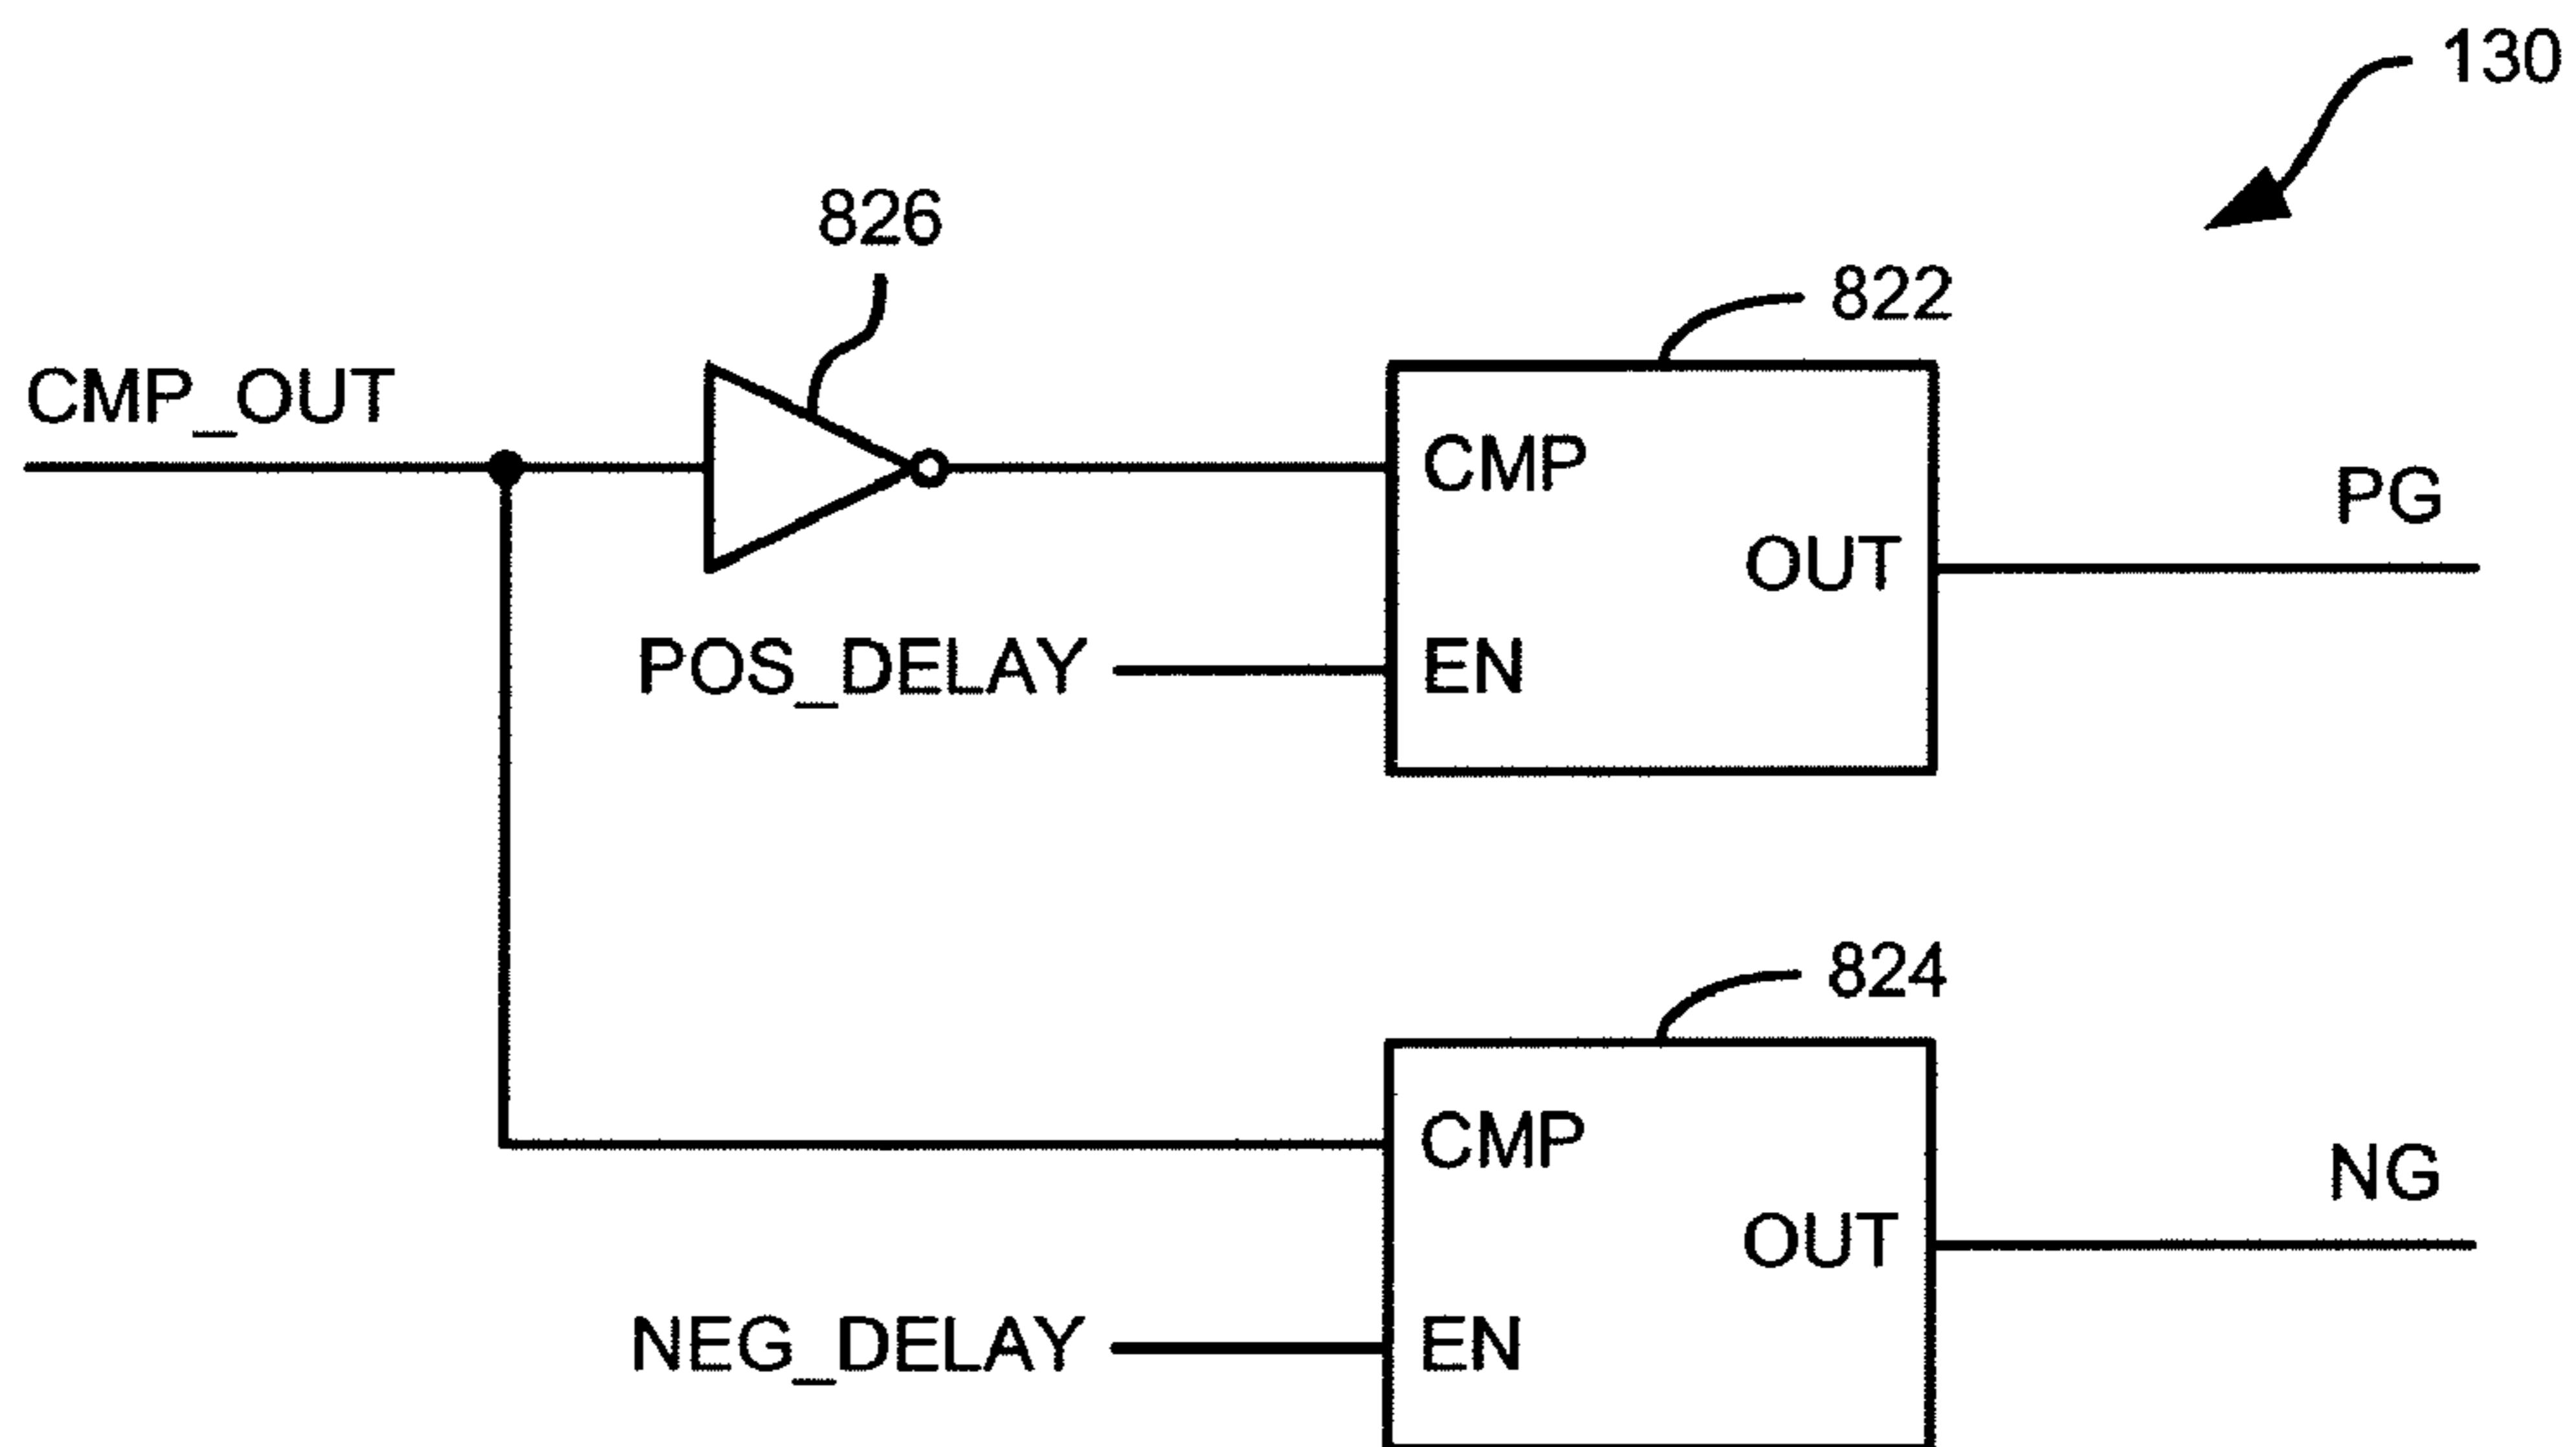 130
826
822
CMP_OUT
CMP
PG
OUT
POS_DELAY
EN
824
CMP
NG
OUT
NEG_DELAY
EN